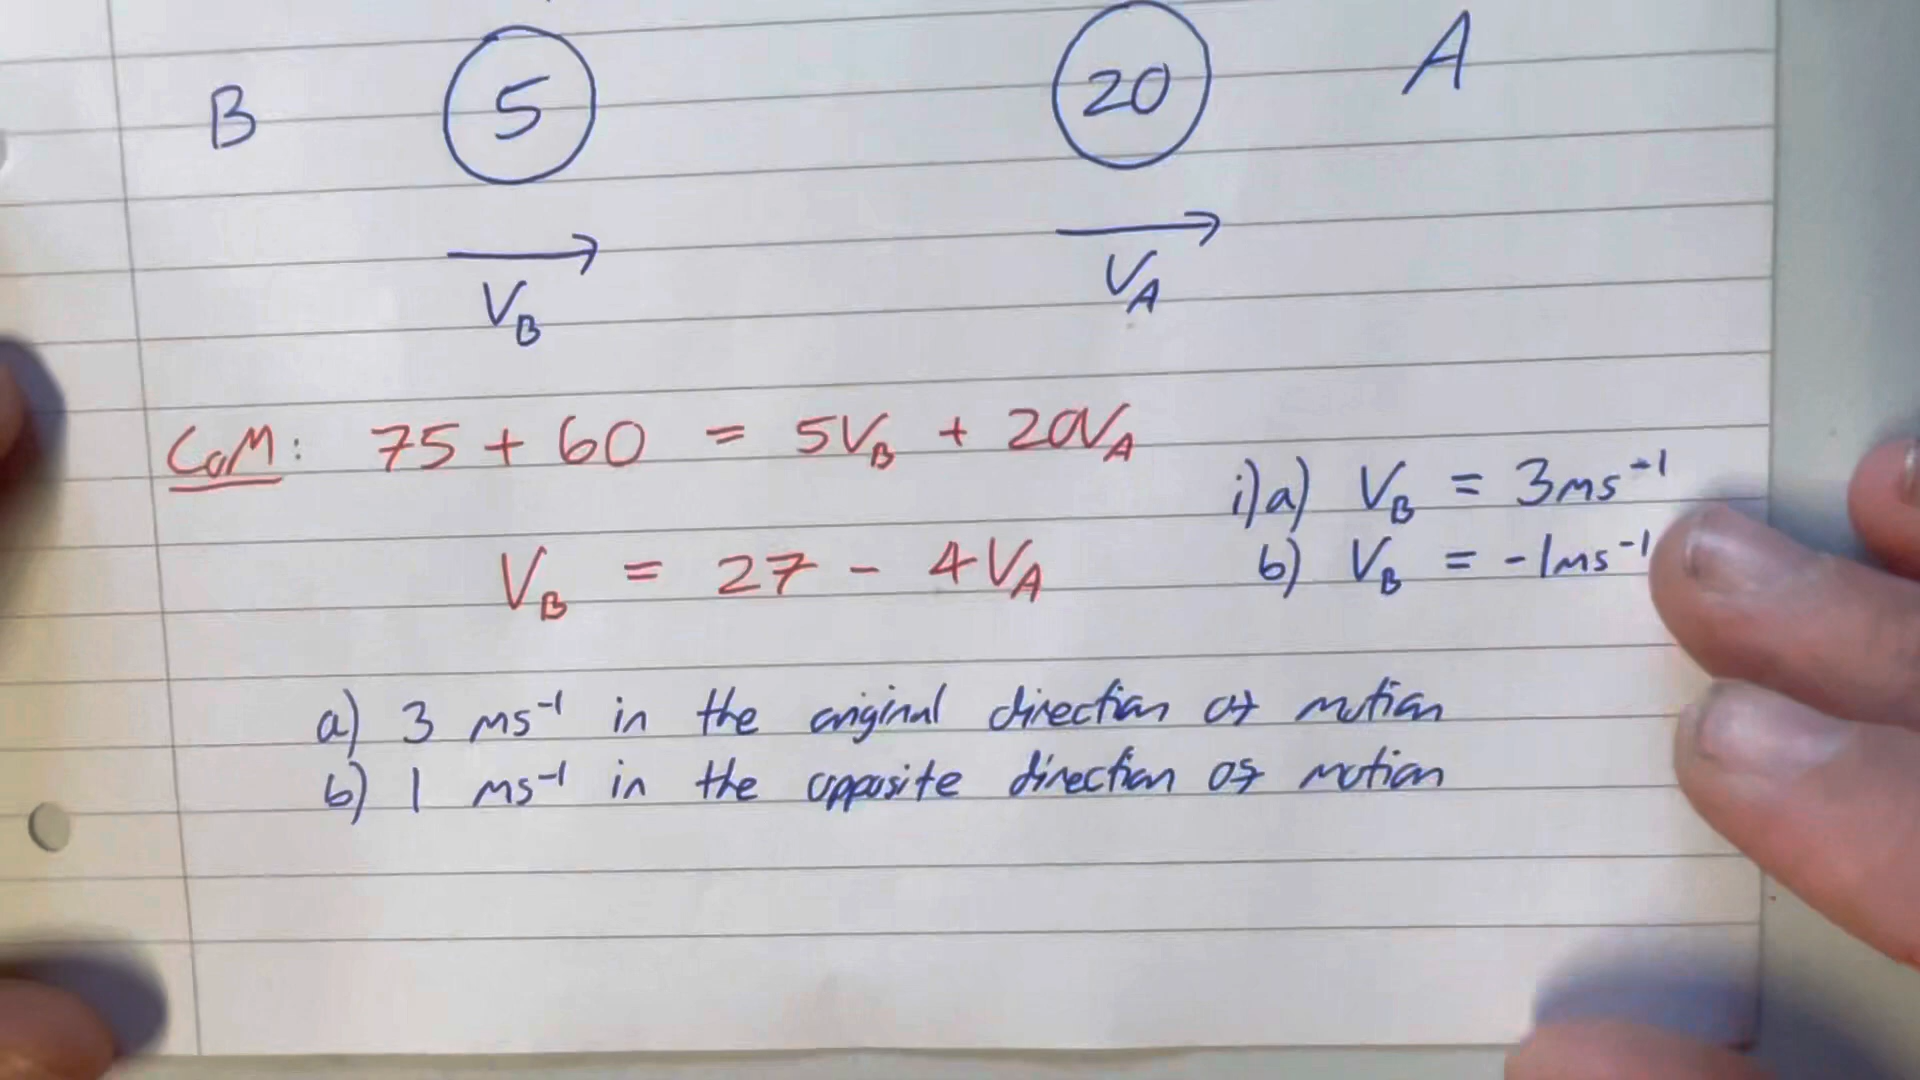 B 5 20 A
V_B V_A
CoM: 75 + 60 = 5V_B + 20V_A
i)a) V_B = 3ms⁻¹
V_B = 27 - 4V_A
b) V_B = -1ms⁻¹
a) 3 ms⁻¹ in the original direction of motion
b) 1 ms⁻¹ in the opposite direction of motion